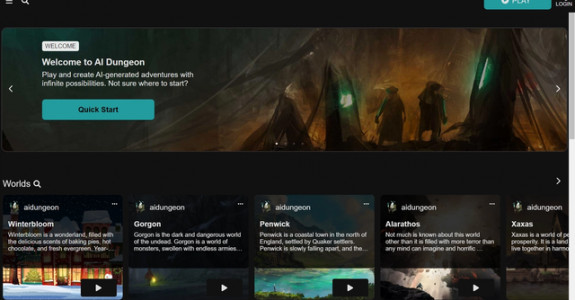 PLAY
LOGIN
WELCOME
Welcome to AI Dungeon
Play and create AI-generated adventures with
infinite possibilities. Not sure where to start?
Quick Start
Worlds
aidungeon
Winterbloom
Winterbloom is a wonderland, filled with
the delicious scents of baking pies, hot
chocolate, and fresh evergreen. Year-...
aidungeon
Gorgon
Gorgon is the dark and dangerous world
of the undead. Gorgon is a world of
monsters, swollen with endless armies...
aidungeon
Penwick
Penwick is a coastal town in the north of
England, settled by Quaker settlers.
Penwick is slowly falling apart, and the...
aidungeon
Alarathos
Not much is known about this world
other than it is filled with more terror than
any mind can imagine and horrific ...
aidungeon
Xaxas
Xaxas is a world of pe
prosperity. It is a land
live together in harmon